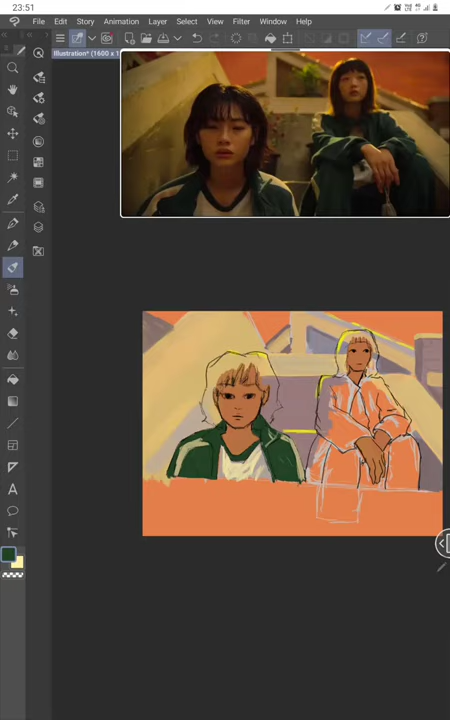 23:51
File Edit Story Animation Layer Select View Filter Window Help
Illustration* (1600 x 1